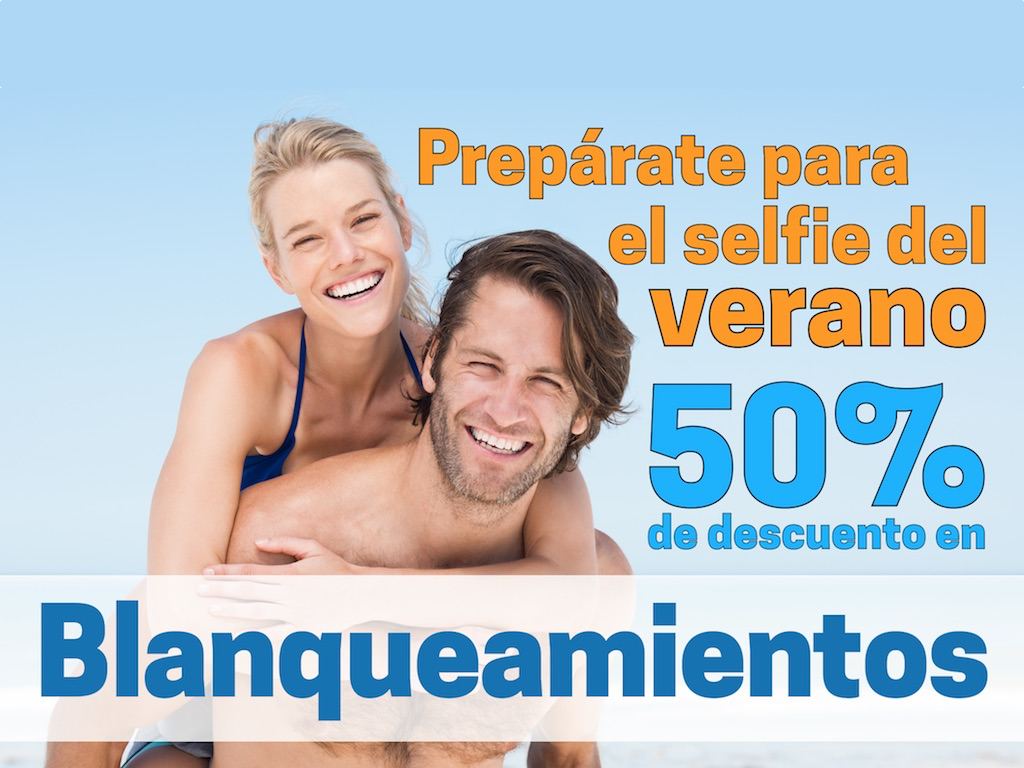 Prepárate para
el selfie del
verano
50%
de descuento en
Blanqueamientos